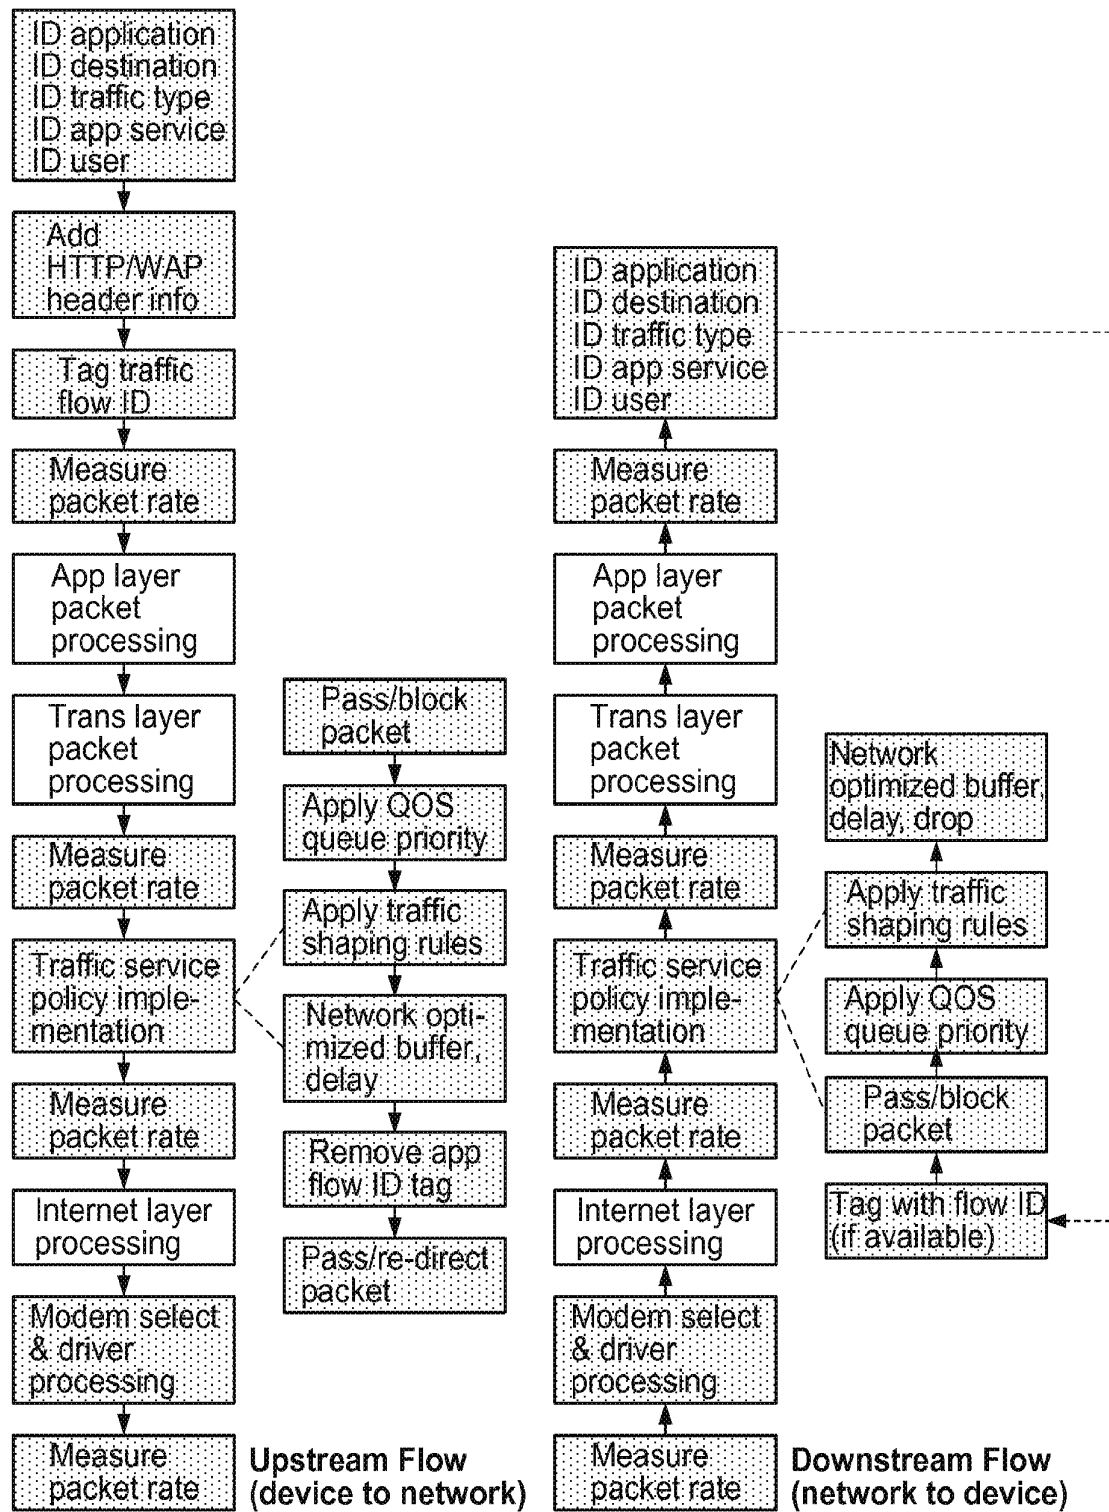 ID application
ID destination
ID traffic type
ID app service
ID user
Add
HTTP/WAP
header info
Tag traffic
flow ID
Measure
packet rate
App layer
packet
processing
Trans layer
packet
processing
Measure
packet rate
Traffic service
policy imple-
mentation
Measure
packet rate
Internet layer
processing
Modem select
& driver
processing
Measure
packet rate
Pass/block
packet
Apply QOS
queue priority
Apply traffic
shaping rules
Network opti-
mized buffer,
delay
Remove app
flow ID tag
Pass/re-direct
packet
Upstream Flow
(device to network)
ID application
ID destination
ID traffic type
ID app service
ID user
Measure
packet rate
App layer
packet
processing
Trans layer
packet
processing
Measure
packet rate
Traffic service
policy imple-
mentation
Measure
packet rate
Internet layer
processing
Modem select
& driver
processing
Measure
packet rate
Network
optimized buffer,
delay, drop
Apply traffic
shaping rules
Apply QOS
queue priority
Pass/block
packet
Tag with flow ID
(if available)
Downstream Flow
(network to device)